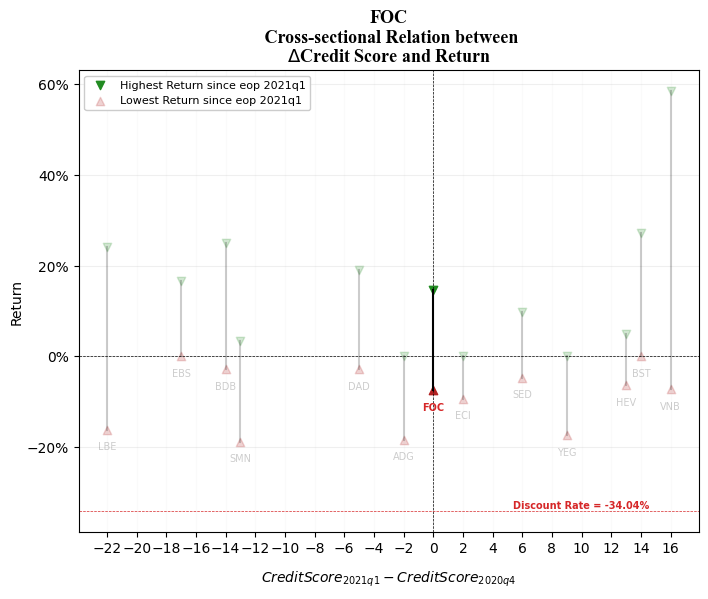 FOC
Cross-sectional Relation between
ΔCredit Score and Return
Highest Return since eop 2021q1
Lowest Return since eop 2021q1
60%
40%
20%
0%
−20%
Return
LBE
EBS
BDB
SMN
DAD
ADG
FOC
ECI
SED
YEG
HEV
BST
VNB
Discount Rate = -34.04%
−22 −20 −18 −16 −14 −12 −10 −8 −6 −4 −2 0 2 4 6 8 10 12 14 16
CreditScore2021q1 − CreditScore2020q4